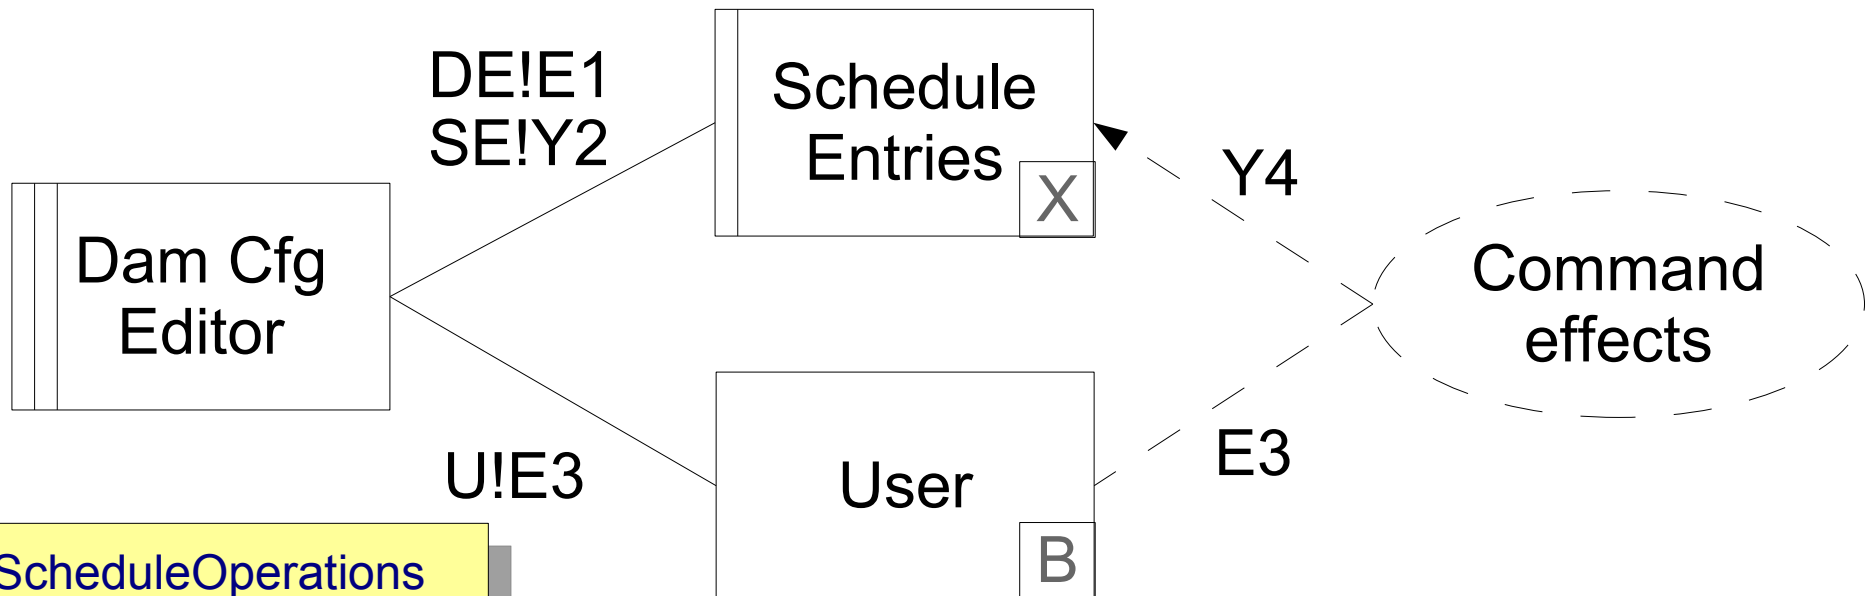 DE!E1
SE!Y2
Schedule
Entries
X
Y4
Dam Cfg
Editor
Command
effects
U!E3
User
B
E3
ScheduleOperations